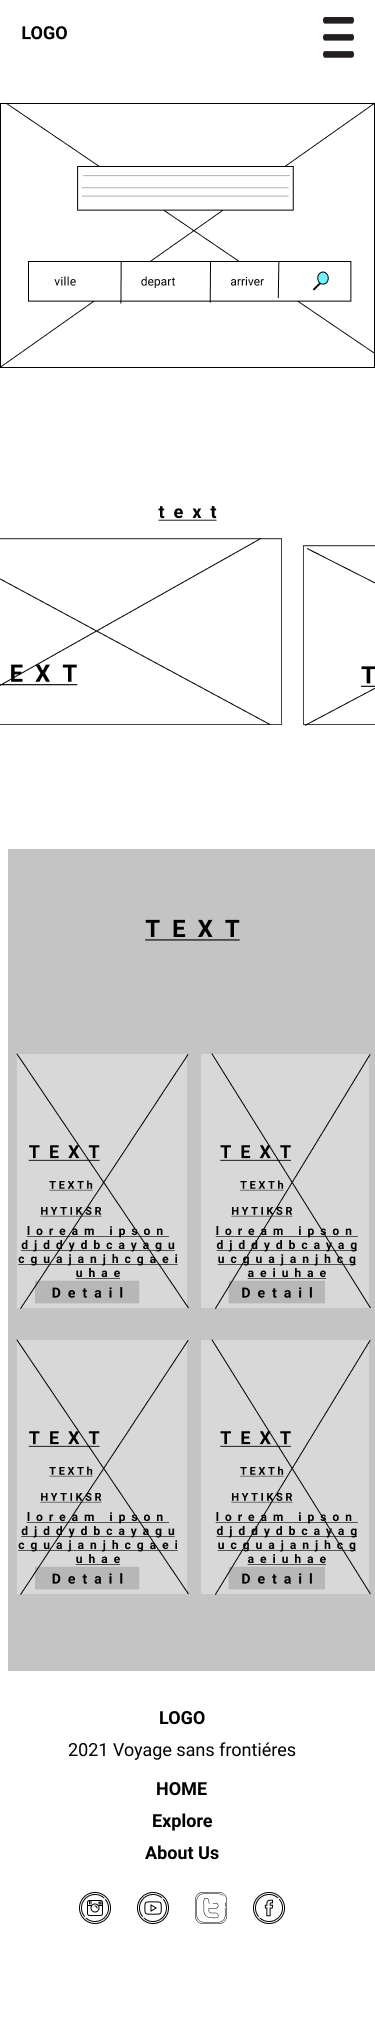 LOGO
ville depart arriver
text
EXT T
TEXT
TEXT
TEXTh
HYTIKSR
loream ipson
djddydbcayagu
cguajanjhcgaei
uhae
Detail
TEXT
TEXTh
HYTIKSR
loream ipson
djddydbcayag
ucguajanjhcg
aeiuhae
Detail
TEXT
TEXTh
HYTIKSR
loream ipson
djddydbcayagu
cguajanjhcgaei
uhae
Detail
TEXT
TEXTh
HYTIKSR
loream ipson
djddydbcayag
ucguajanjhcg
aeiuhae
Detail
LOGO
2021 Voyage sans frontiéres
HOME
Explore
About Us